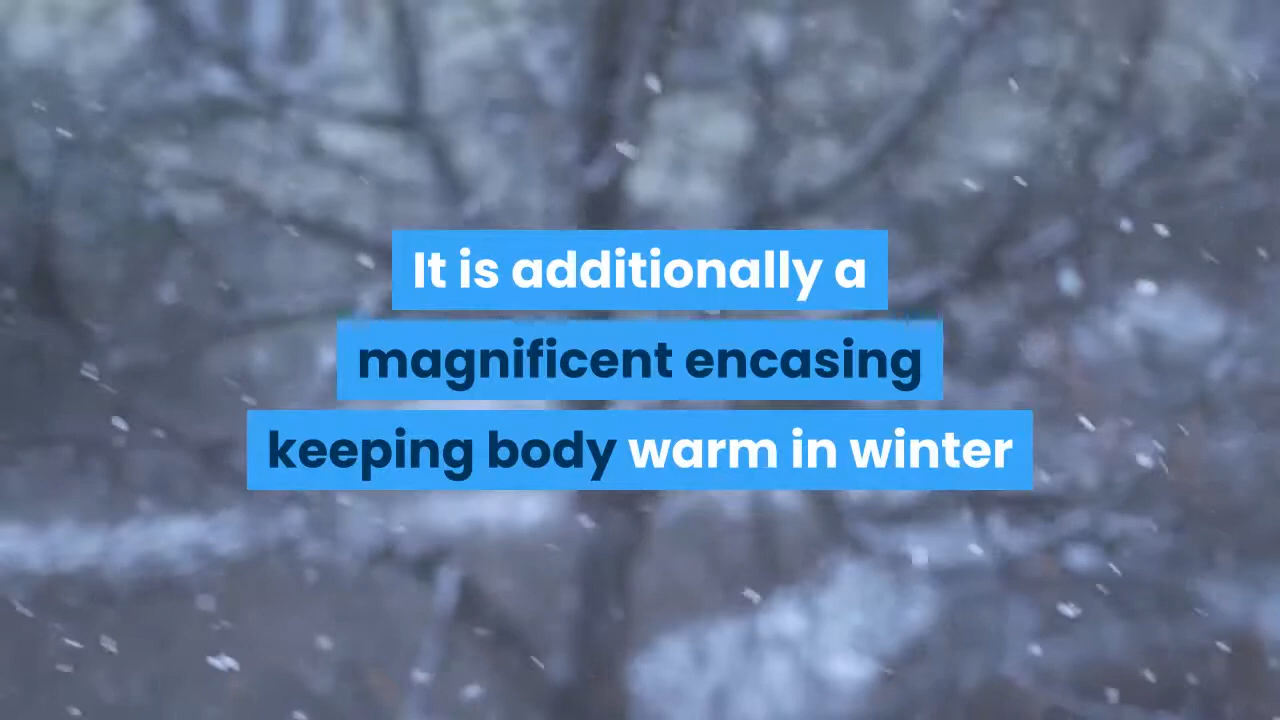 It is additionally a
magnificent encasing
keeping body warm in winter